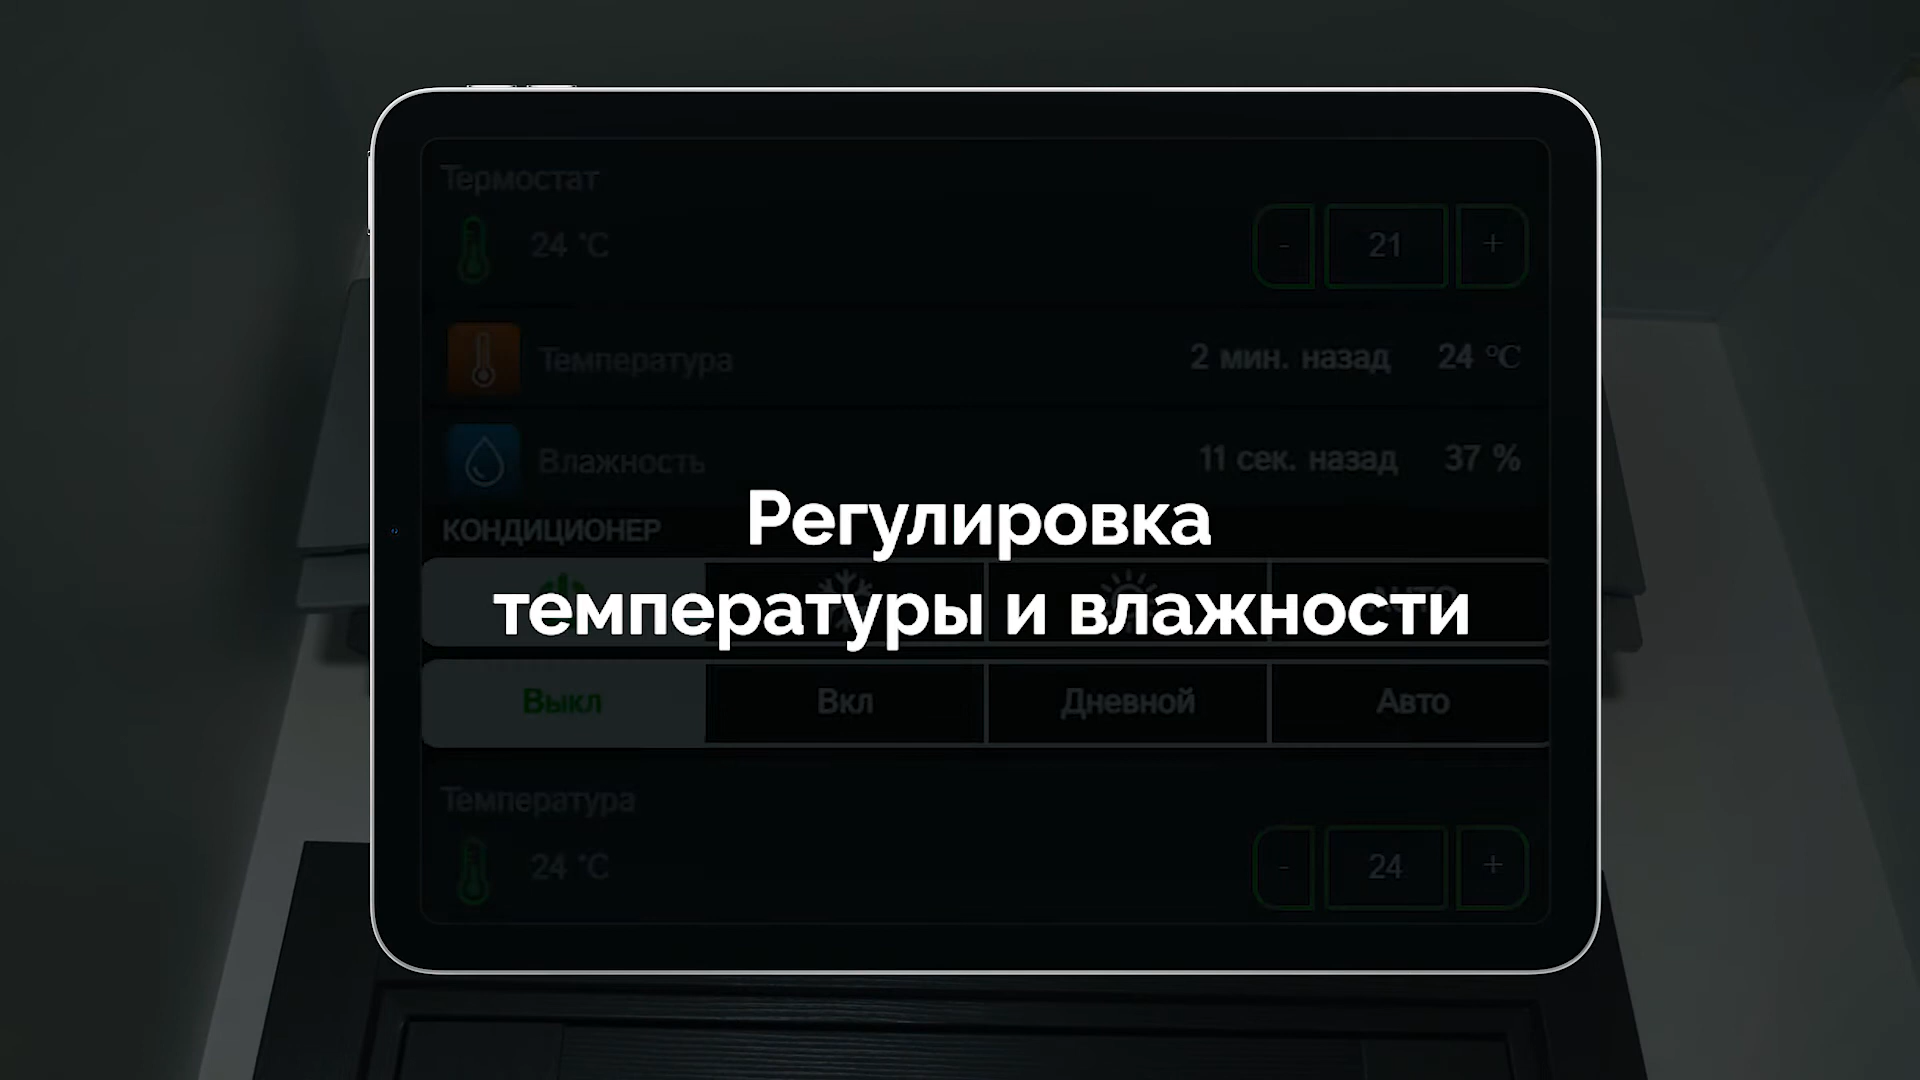 Термостат
24 °C
- 21 +
Температура 2 мин. назад 24 °C
Влажность 11 сек. назад 37 %
КОНДИЦИОНЕР
Регулировка
температуры и влажности
Выкл Вкл Дневной Авто
Температура
24 °C
- 24 +